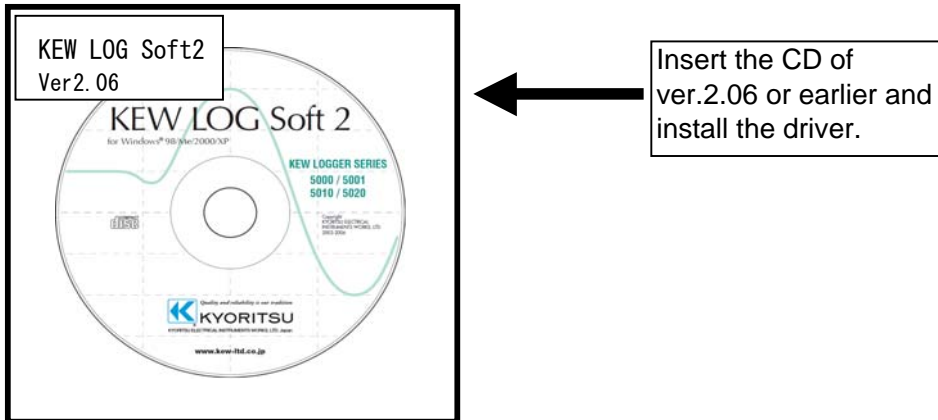 KEW LOG Soft2
Ver2.06
KEW LOG Soft 2
for Windows® 98/Me/2000/XP
KEW LOGGER SERIES
5000 / 5001
5010 / 5020
disc
Copyright
KYORITSU ELECTRICAL
INSTRUMENTS WORKS, LTD.
2003-2006
Quality and reliability is our tradition
KYORITSU
KYORITSU ELECTRICAL INSTRUMENTS WORKS, LTD. Japan
www.kew-ltd.co.jp
Insert the CD of
ver.2.06 or earlier and
install the driver.